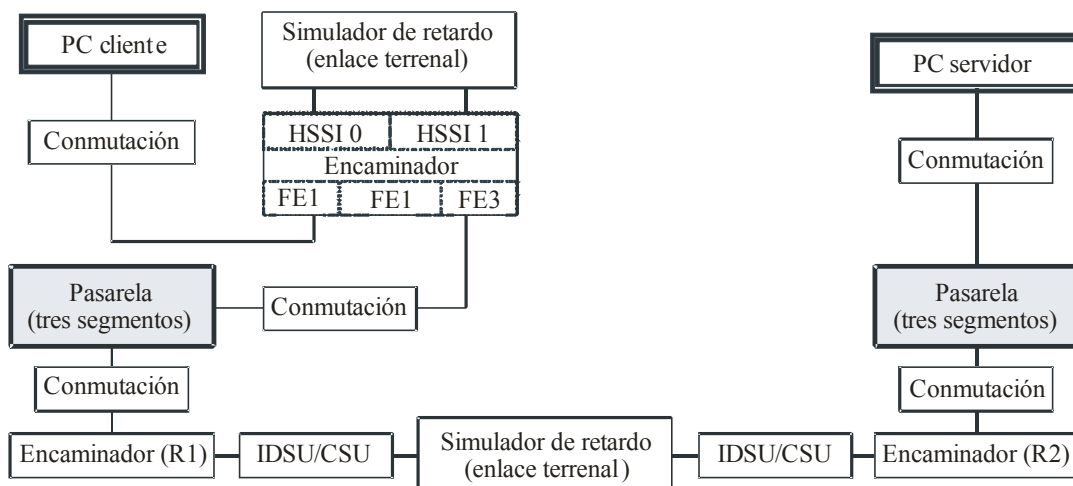 PC cliente
Simulador de retardo
(enlace terrenal)
PC servidor
Conmutación
HSSI 0
HSSI 1
Encaminador
FE1
FE1
FE3
Conmutación
Pasarela
(tres segmentos)
Conmutación
Pasarela
(tres segmentos)
Conmutación
Conmutación
Encaminador (R1)
IDSU/CSU
Simulador de retardo
(enlace terrenal)
IDSU/CSU
Encaminador (R2)